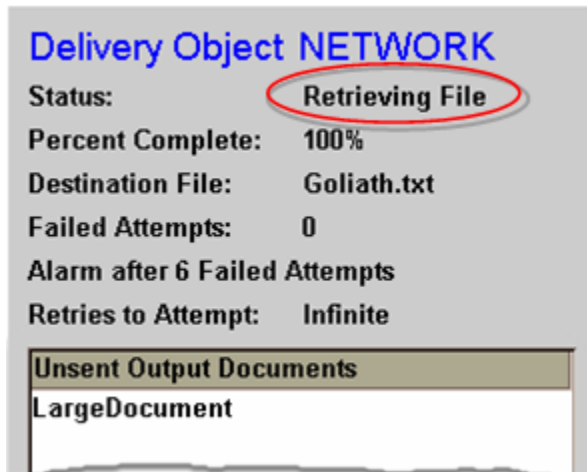 Delivery Object NETWORK
Status: Retrieving File
Percent Complete: 100%
Destination File: Goliath.txt
Failed Attempts: 0
Alarm after 6 Failed Attempts
Retries to Attempt: Infinite
Unsent Output Documents
LargeDocument